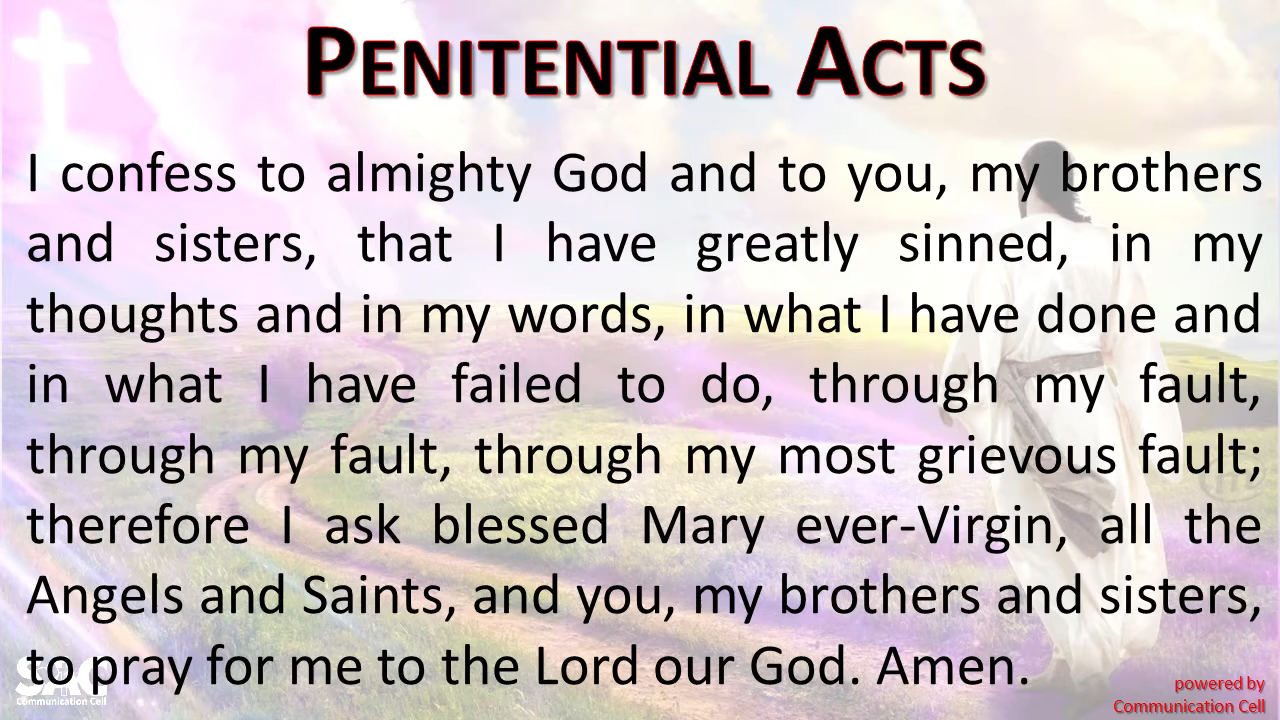 PENITENTIAL ACTS
I confess to almighty God and to you, my brothers
and sisters, that I have greatly sinned, in my
thoughts and in my words, in what I have done and
in what I have failed to do, through my fault,
through my fault, through my most grievous fault;
therefore I ask blessed Mary ever-Virgin, all the
Angels and Saints, and you, my brothers and sisters,
to pray for me to the Lord our God. Amen.
Communication Cell
powered by
Communication Cell